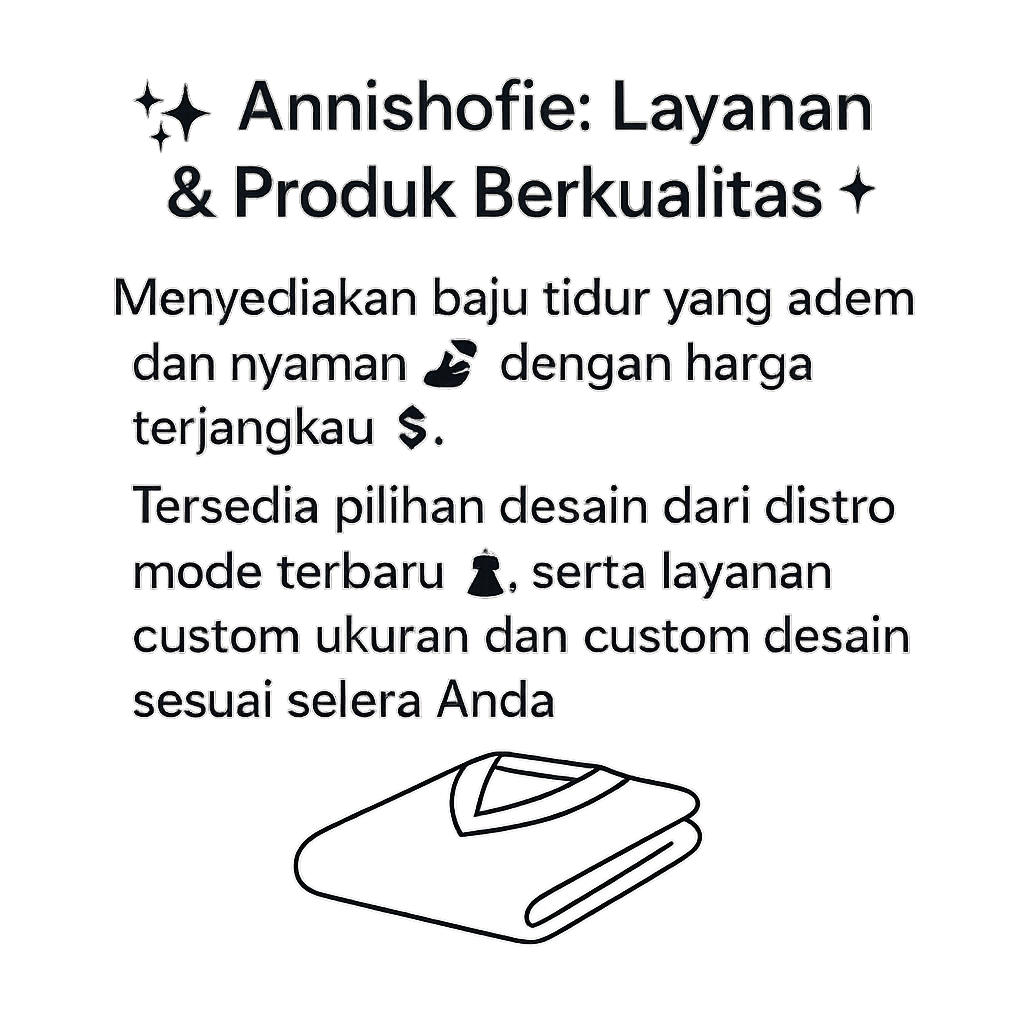 ✨ Annishofie: Layanan
& Produk Berkualitas ✦
Menyediakan baju tidur yang adem
dan nyaman dengan harga
terjangkau $.
Tersedia pilihan desain dari distro
mode terbaru , serta layanan
custom ukuran dan custom desain
sesuai selera Anda